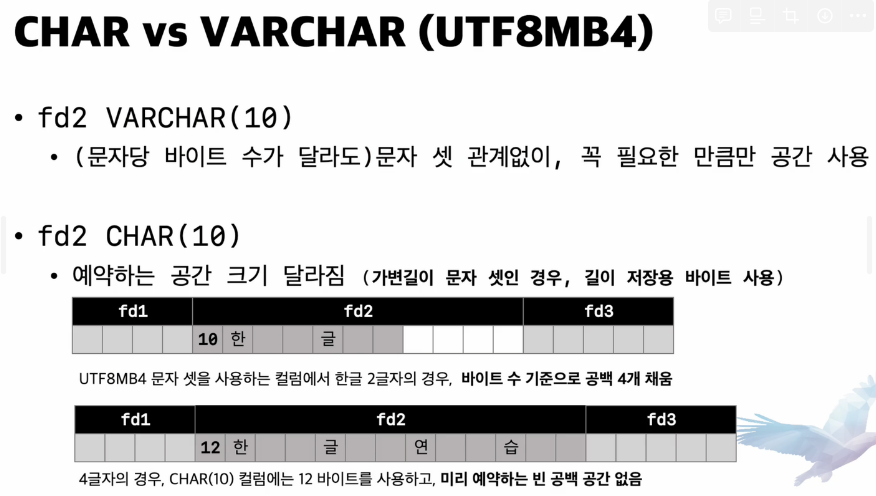 CHAR vs VARCHAR (UTF8MB4)
• fd2 VARCHAR(10)
• (문자당 바이트 수가 달라도)문자 셋 관계없이, 꼭 필요한 만큼만 공간 사용
• fd2 CHAR(10)
• 예약하는 공간 크기 달라짐 (가변길이 문자 셋인 경우, 길이 저장용 바이트 사용)
fd1 fd2 fd3
10 한 글
UTF8MB4 문자 셋을 사용하는 컬럼에서 한글 2글자의 경우, 바이트 수 기준으로 공백 4개 채움
fd1 fd2 fd3
12 한 글 연 습
4글자의 경우, CHAR(10) 컬럼에는 12 바이트를 사용하고, 미리 예약하는 빈 공백 공간 없음